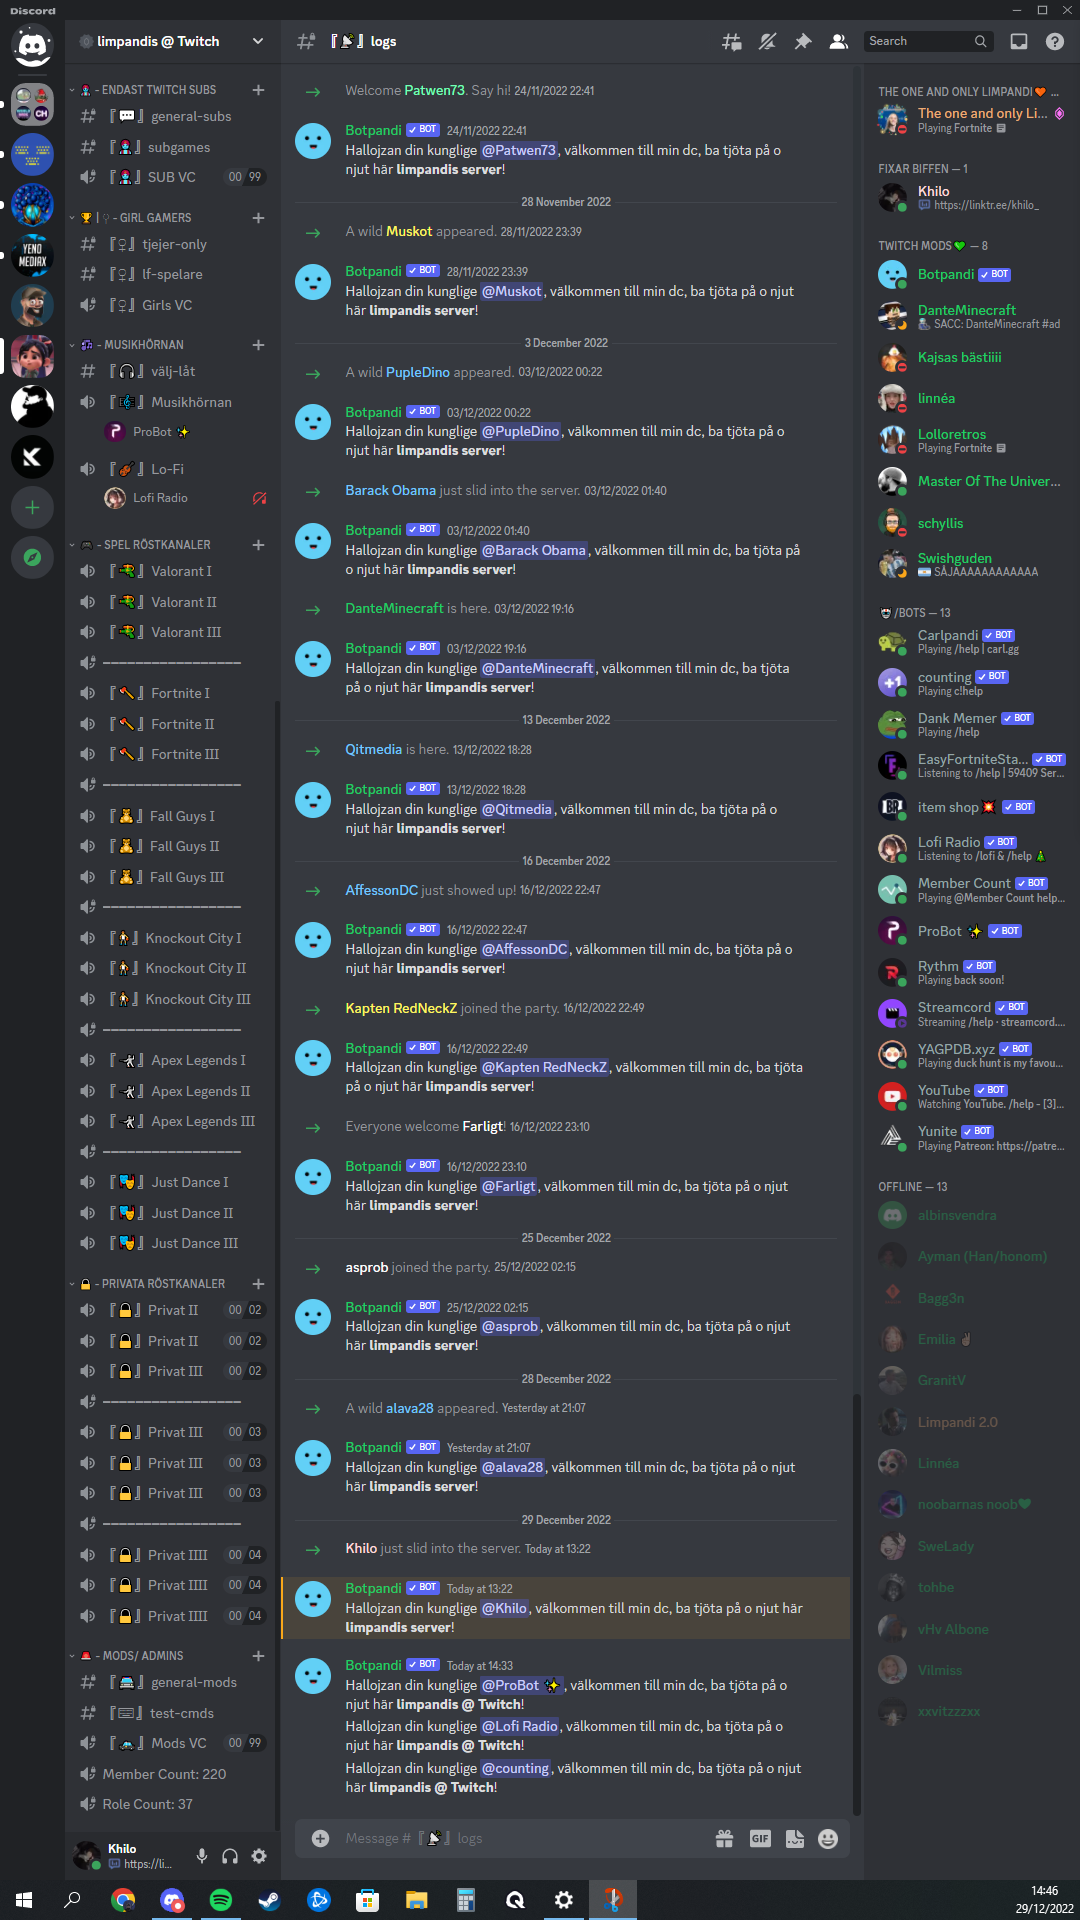 Discord
limpandis @ Twitch
- ENDAST TWITCH SUBS
general-subs
subgames
SUB VC 00 99
- GIRL GAMERS
tjejer-only
lf-spelare
Girls VC
- MUSIKHÖRNAN
välj-låt
Musikhörnan
ProBot
Lo-Fi
Lofi Radio
- SPEL RÖSTKANALER
Valorant I
Valorant II
Valorant III
Fortnite I
Fortnite II
Fortnite III
Fall Guys I
Fall Guys II
Fall Guys III
Knockout City I
Knockout City II
Knockout City III
Apex Legends I
Apex Legends II
Apex Legends III
Just Dance I
Just Dance II
Just Dance III
- PRIVATA RÖSTKANALER
Privat II 00 02
Privat II 00 02
Privat III 00 02
Privat III 00 03
Privat III 00 03
Privat III 00 03
Privat IIII 00 04
Privat IIII 00 04
Privat IIII 00 04
- MODS/ ADMINS
general-mods
test-cmds
Mods VC 00 99
Member Count: 220
Role Count: 37
Khilo
https://li...
logs
Search
Welcome Patwen73. Say hi! 24/11/2022 22:41
Botpandi BOT 24/11/2022 22:41
Hallojzan din kunglige @Patwen73, välkommen till min dc, ba tjöta på o
njut här limpandis server!
28 November 2022
A wild Muskot appeared. 28/11/2022 23:39
Botpandi BOT 28/11/2022 23:39
Hallojzan din kunglige @Muskot, välkommen till min dc, ba tjöta på o njut
här limpandis server!
3 December 2022
A wild PupleDino appeared. 03/12/2022 00:22
Botpandi BOT 03/12/2022 00:22
Hallojzan din kunglige @PupleDino, välkommen till min dc, ba tjöta på o
njut här limpandis server!
Barack Obama just slid into the server. 03/12/2022 01:40
Botpandi BOT 03/12/2022 01:40
Hallojzan din kunglige @Barack Obama, välkommen till min dc, ba tjöta på
o njut här limpandis server!
DanteMinecraft is here. 03/12/2022 19:16
Botpandi BOT 03/12/2022 19:16
Hallojzan din kunglige @DanteMinecraft, välkommen till min dc, ba tjöta
på o njut här limpandis server!
13 December 2022
Qitmedia is here. 13/12/2022 18:28
Botpandi BOT 13/12/2022 18:28
Hallojzan din kunglige @Qitmedia, välkommen till min dc, ba tjöta på o
njut här limpandis server!
16 December 2022
AffessonDC just showed up! 16/12/2022 22:47
Botpandi BOT 16/12/2022 22:47
Hallojzan din kunglige @AffessonDC, välkommen till min dc, ba tjöta på o
njut här limpandis server!
Kapten RedNeckZ joined the party. 16/12/2022 22:49
Botpandi BOT 16/12/2022 22:49
Hallojzan din kunglige @Kapten RedNeckZ, välkommen till min dc, ba tjöta
på o njut här limpandis server!
Everyone welcome Farligt! 16/12/2022 23:10
Botpandi BOT 16/12/2022 23:10
Hallojzan din kunglige @Farligt, välkommen till min dc, ba tjöta på o njut
här limpandis server!
25 December 2022
asprob joined the party. 25/12/2022 02:15
Botpandi BOT 25/12/2022 02:15
Hallojzan din kunglige @asprob, välkommen till min dc, ba tjöta på o njut
här limpandis server!
28 December 2022
A wild alava28 appeared. Yesterday at 21:07
Botpandi BOT Yesterday at 21:07
Hallojzan din kunglige @alava28, välkommen till min dc, ba tjöta på o njut
här limpandis server!
29 December 2022
Khilo just slid into the server. Today at 13:22
Botpandi BOT Today at 13:22
Hallojzan din kunglige @Khilo, välkommen till min dc, ba tjöta på o njut här
limpandis server!
Botpandi BOT Today at 14:33
Hallojzan din kunglige @ProBot ✨, välkommen till min dc, ba tjöta på o
njut här limpandis @ Twitch!
Hallojzan din kunglige @Lofi Radio, välkommen till min dc, ba tjöta på o
njut här limpandis @ Twitch!
Hallojzan din kunglige @counting, välkommen till min dc, ba tjöta på o njut
här limpandis @ Twitch!
Message # logs
GIF
THE ONE AND ONLY LIMPANDI ...
The one and only Li...
Playing Fortnite
FIXAR BIFFEN — 1
Khilo
https://linktr.ee/khilo_
TWITCH MODS — 8
Botpandi BOT
DanteMinecraft
SACC: DanteMinecraft #ad
Kajsas bästiiii
linnéa
Lolloretros
Playing Fortnite
Master Of The Univer...
schyllis
Swishguden
SÅJAAAAAAAAAAAA
/BOTS — 13
Carlpandi BOT
Playing /help | carl.gg
counting BOT
Playing c!help
Dank Memer BOT
Playing /help
EasyFortniteSta... BOT
Listening to /help | 59409 Ser...
item shop BOT
Lofi Radio BOT
Listening to /lofi & /help
Member Count BOT
Playing @Member Count help...
ProBot BOT
Rythm BOT
Playing back soon!
Streamcord BOT
Streaming /help · streamcord....
YAGPDB.xyz BOT
Playing duck hunt is my favou...
YouTube BOT
Watching YouTube. /help - [3]...
Yunite BOT
Playing Patreon: https://patre...
OFFLINE — 13
albinsvendra
Ayman (Han/honom)
Bagg3n
Emilia
GranitV
Limpandi 2.0
Linnéa
noobarnas noob
SweLady
tohbe
vHv Albone
Vilmiss
xxvitzzzxx
14:46
29/12/2022